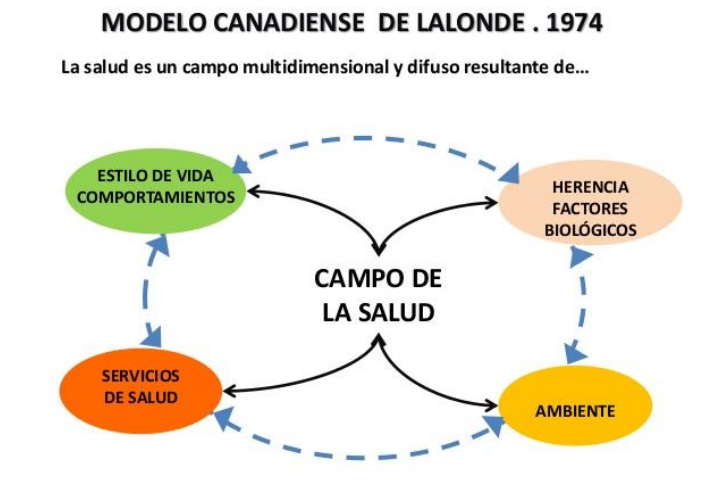 MODELO CANADIENSE DE LALONDE . 1974
La salud es un campo multidimensional y difuso resultante de...
ESTILO DE VIDA
COMPORTAMIENTOS
HERENCIA
FACTORES
BIOLÓGICOS
CAMPO DE
LA SALUD
SERVICIOS
DE SALUD
AMBIENTE